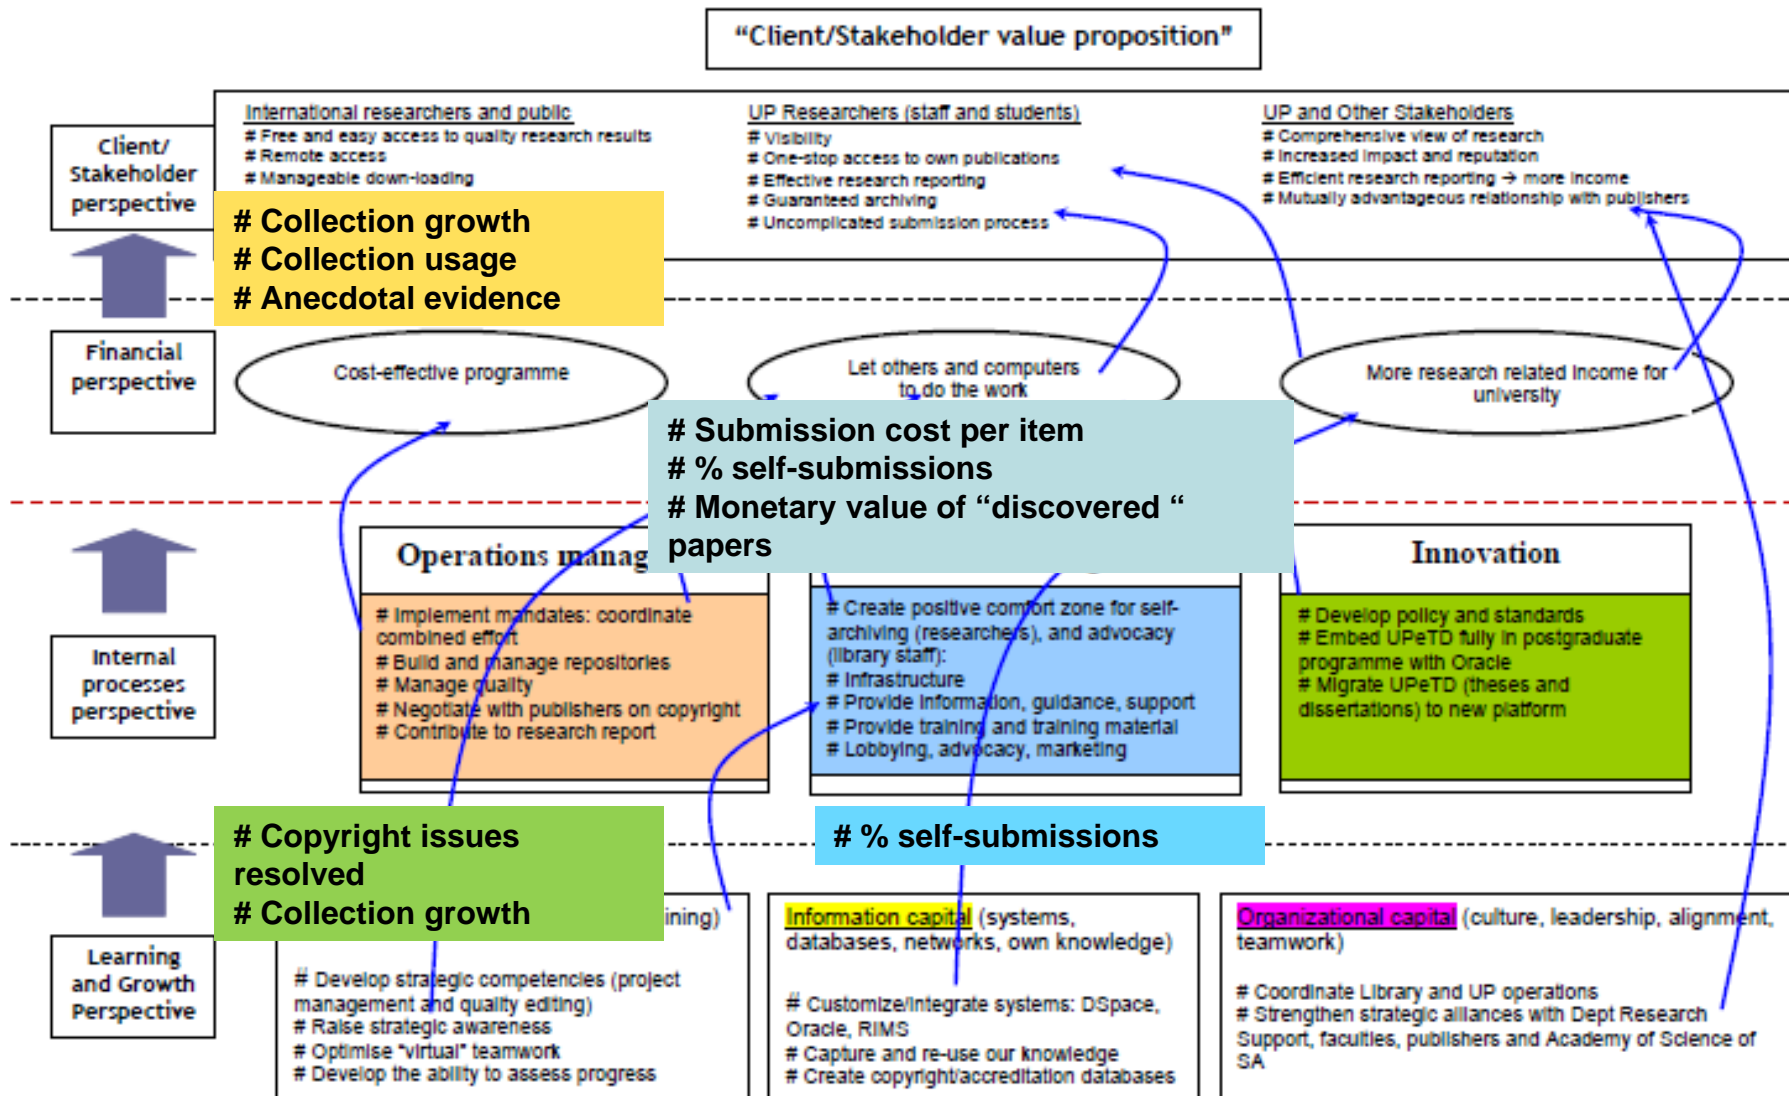 “Client/Stakeholder value proposition”
Client/
Stakeholder
perspective
International researchers and public
# Free and easy access to quality research results
# Remote access
# Manageable down-loading
UP Researchers (staff and students)
# Visibility
# One-stop access to own publications
# Effective research reporting
# Guaranteed archiving
# Uncomplicated submission process
UP and Other Stakeholders
# Comprehensive view of research
# Increased impact and reputation
# Efficient research reporting → more income
# Mutually advantageous relationship with publishers
# Collection growth
# Collection usage
# Anecdotal evidence
Financial
perspective
Cost-effective programme
Let others and computers
to do the work
More research related income for
university
# Submission cost per item
# % self-submissions
# Monetary value of “discovered “
papers
Internal
processes
perspective
Operations manag
# Implement mandates: coordinate
combined effort
# Build and manage repositories
# Manage quality
# Negotiate with publishers on copyright
# Contribute to research report
# Create positive comfort zone for self-
archiving (researchers), and advocacy
(library staff):
# Infrastructure
# Provide information, guidance, support
# Provide training and training material
# Lobbying, advocacy, marketing
Innovation
# Develop policy and standards
# Embed UPeTD fully in postgraduate
programme with Oracle
# Migrate UPeTD (theses and
dissertations) to new platform
# Copyright issues
resolved
# Collection growth
# % self-submissions
Learning
and Growth
Perspective
ining)
# Develop strategic competencies (project
management and quality editing)
# Raise strategic awareness
# Optimise “virtual” teamwork
# Develop the ability to assess progress
Information capital (systems,
databases, networks, own knowledge)
# Customize/integrate systems: DSpace,
Oracle, RIMS
# Capture and re-use our knowledge
# Create copyright/accreditation databases
Organizational capital (culture, leadership, alignment,
teamwork)
# Coordinate Library and UP operations
# Strengthen strategic alliances with Dept Research
Support, faculties, publishers and Academy of Science of
SA